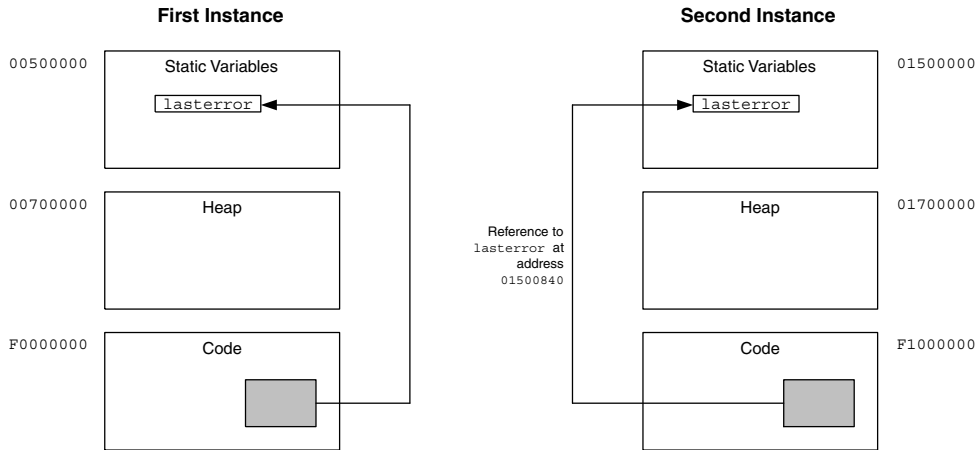 First Instance
Second Instance
00500000
Static Variables
lasterror
Static Variables
lasterror
01500000
00700000
Heap
Heap
01700000
Reference to
lasterror at
address
01500840
F0000000
Code
Code
F1000000